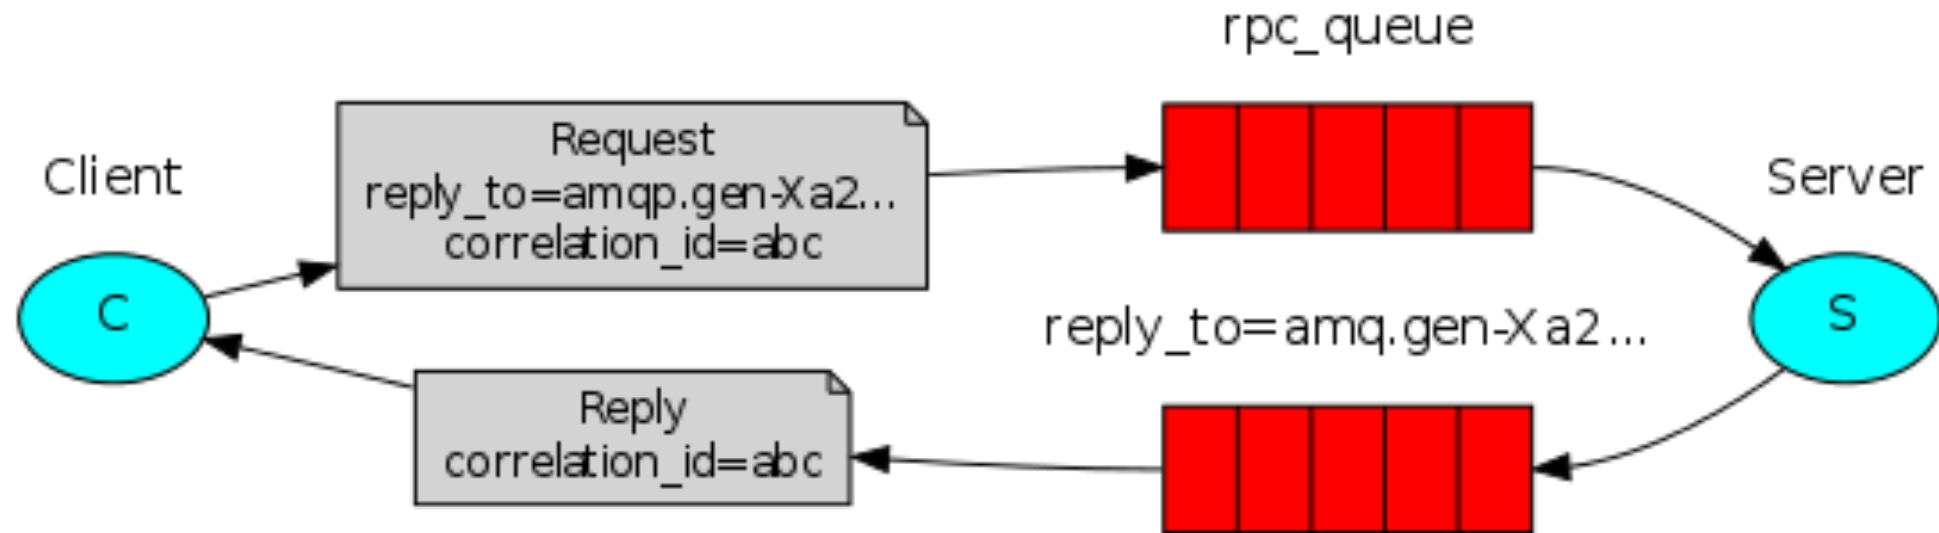 rpc_queue
Request
reply_to=amqp.gen-Xa2...
correlation_id=abc
Client
Server
C
S
reply_to=amq.gen-Xa2...
Reply
correlation_id=abc